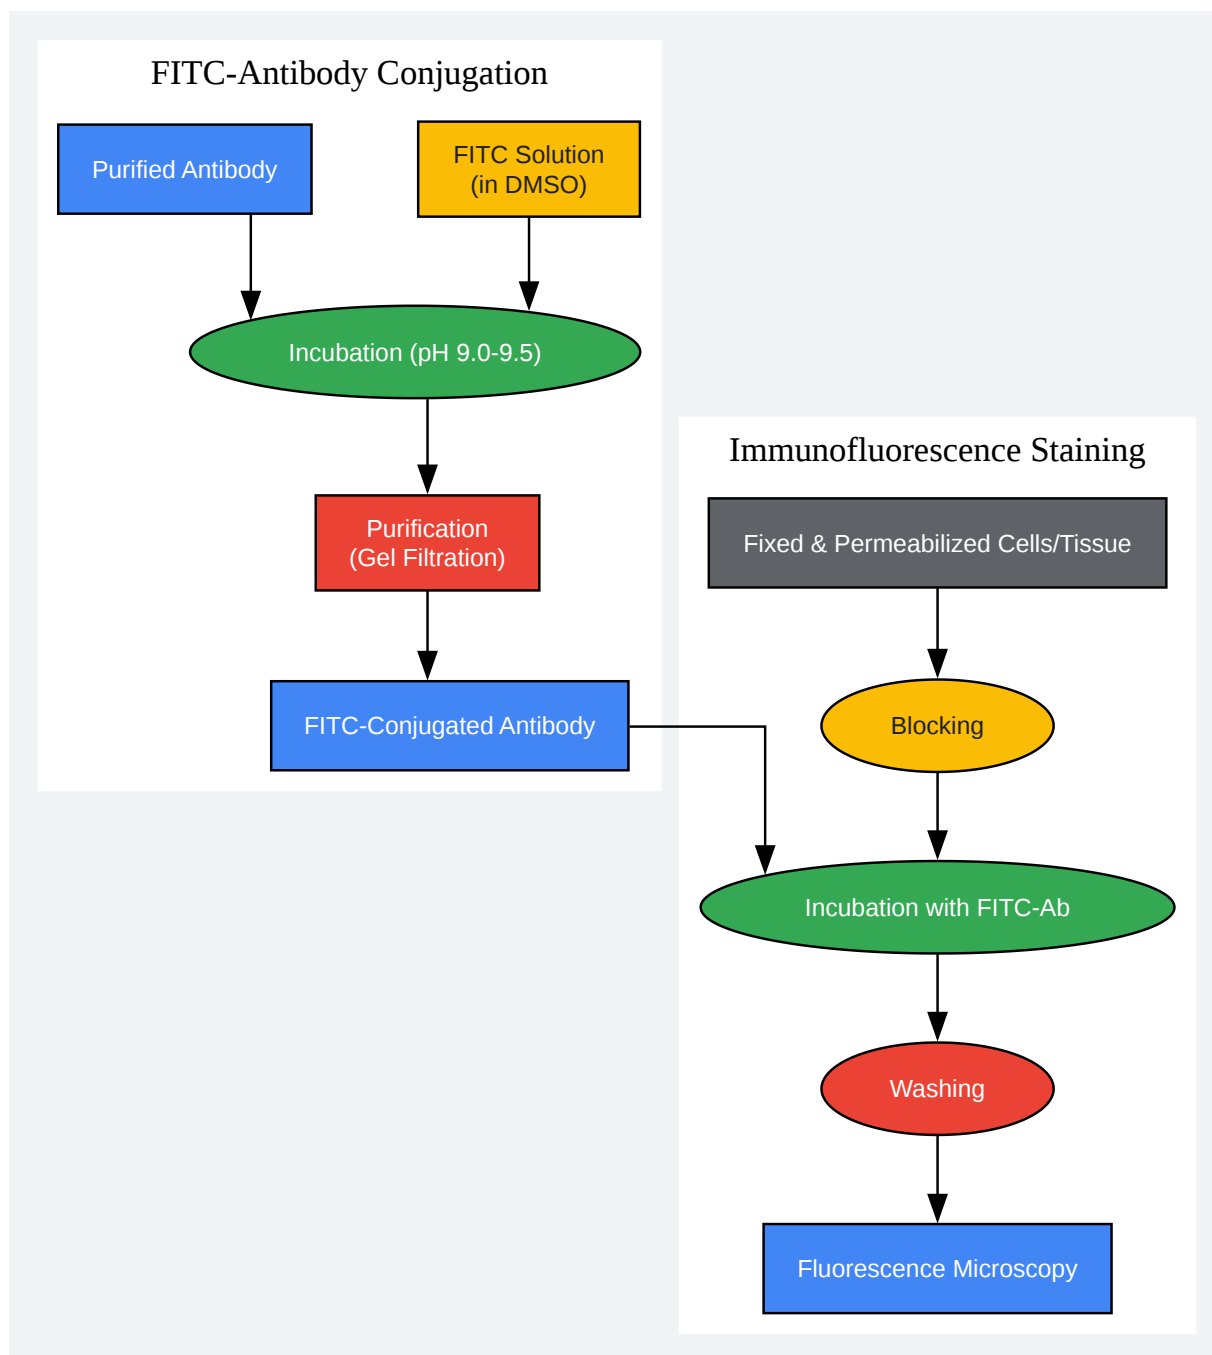 FITC-Antibody Conjugation
Purified Antibody
FITC Solution
(in DMSO)
Incubation (pH 9.0-9.5)
Purification
(Gel Filtration)
FITC-Conjugated Antibody
Immunofluorescence Staining
Fixed & Permeabilized Cells/Tissue
Blocking
Incubation with FITC-Ab
Washing
Fluorescence Microscopy